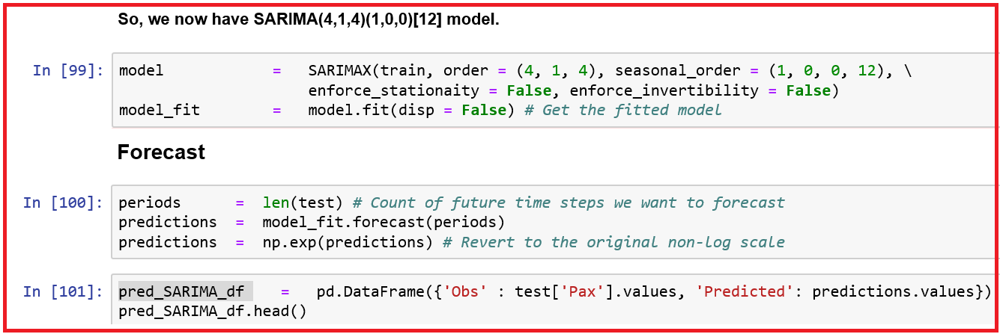 So, we now have SARIMA(4,1,4)(1,0,0)[12] model.
In [99]: model = SARIMAX(train, order = (4, 1, 4), seasonal_order = (1, 0, 0, 12), \
enforce_stationaity = False, enforce_invertibility = False)
model_fit = model.fit(disp = False) # Get the fitted model
Forecast
In [100]: periods = len(test) # Count of future time steps we want to forecast
predictions = model_fit.forecast(periods)
predictions = np.exp(predictions) # Revert to the original non-log scale
In [101]: pred_SARIMA_df = pd.DataFrame({'Obs' : test['Pax'].values, 'Predicted': predictions.values})
pred_SARIMA_df.head()